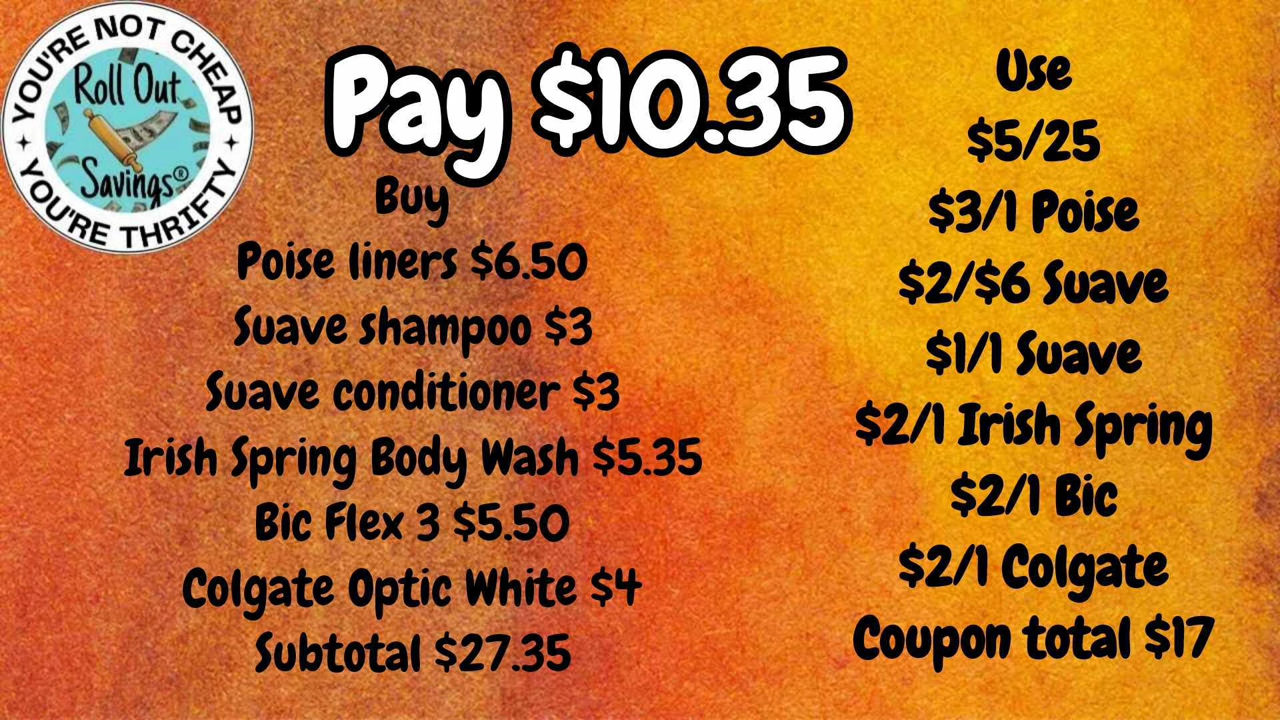 YOU'RE NOT CHEAP
Roll Out
Savings®
YOU'RE THRIFTY
Pay $10.35
Buy
Poise liners $6.50
Suave shampoo $3
Suave conditioner $3
Irish Spring Body Wash $5.35
Bic Flex 3 $5.50
Colgate Optic White $4
Subtotal $27.35
Use
$5/25
$3/1 Poise
$2/$6 Suave
$1/1 Suave
$2/1 Irish Spring
$2/1 Bic
$2/1 Colgate
Coupon total $17